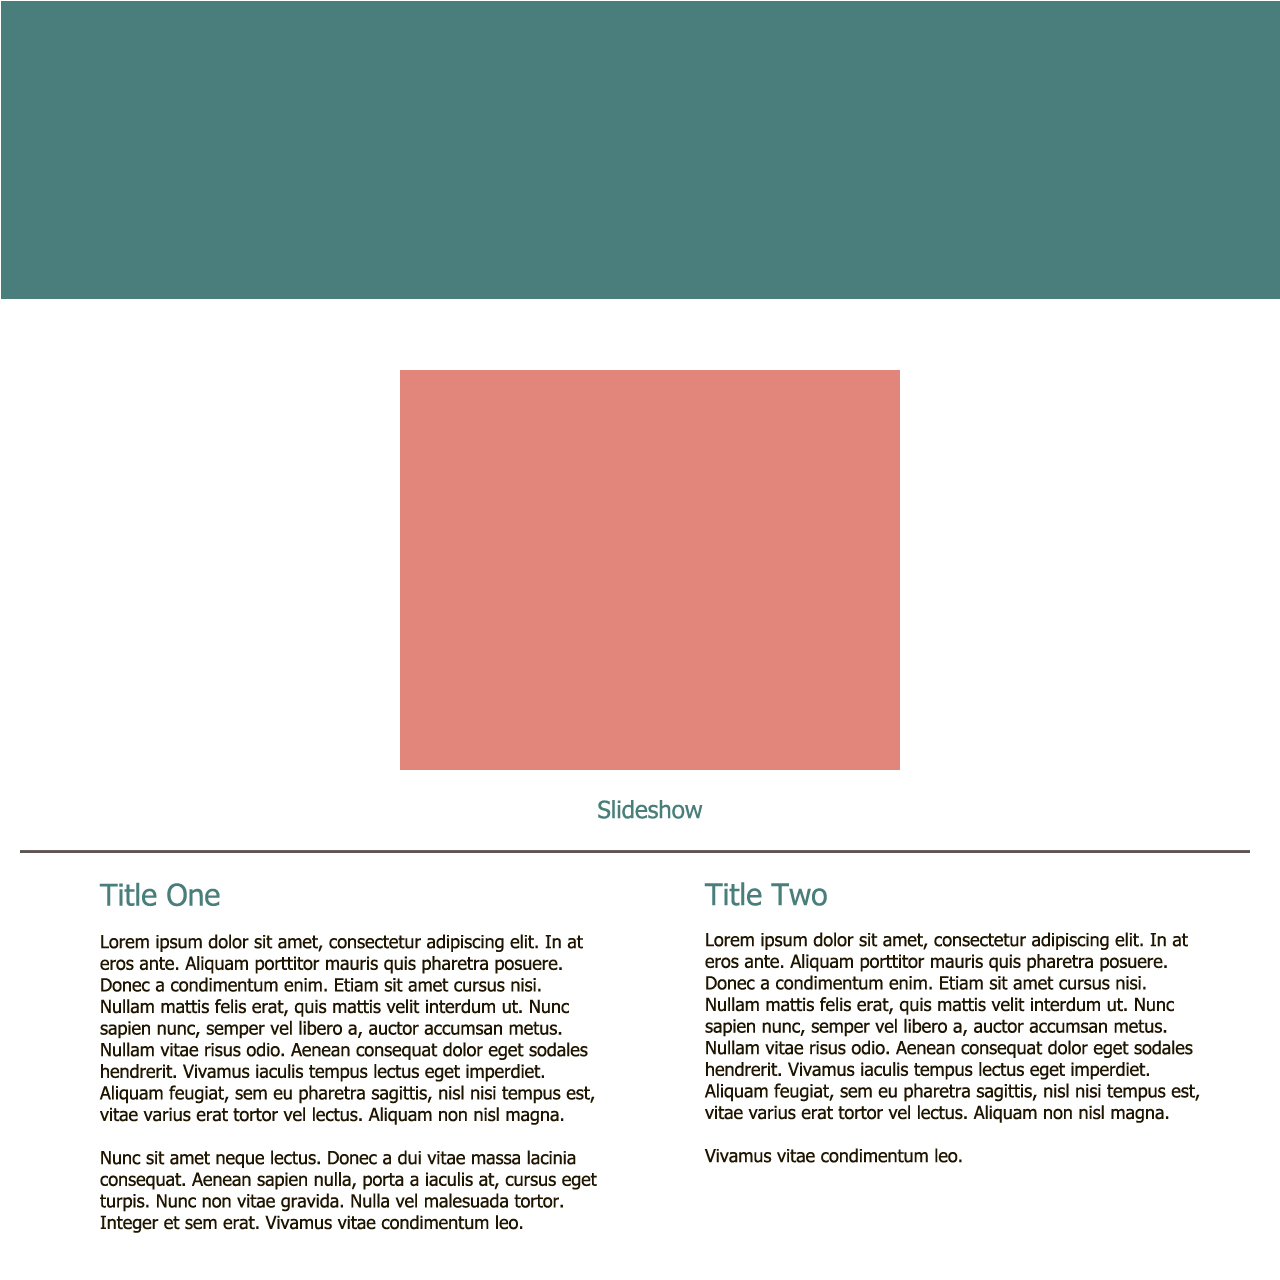 Slideshow
Title One
Lorem ipsum dolor sit amet, consectetur adipiscing elit. In at
eros ante. Aliquam porttitor mauris quis pharetra posuere.
Donec a condimentum enim. Etiam sit amet cursus nisi.
Nullam mattis felis erat, quis mattis velit interdum ut. Nunc
sapien nunc, semper vel libero a, auctor accumsan metus.
Nullam vitae risus odio. Aenean consequat dolor eget sodales
hendrerit. Vivamus iaculis tempus lectus eget imperdiet.
Aliquam feugiat, sem eu pharetra sagittis, nisl nisi tempus est,
vitae varius erat tortor vel lectus. Aliquam non nisl magna.
Nunc sit amet neque lectus. Donec a dui vitae massa lacinia
consequat. Aenean sapien nulla, porta a iaculis at, cursus eget
turpis. Nunc non vitae gravida. Nulla vel malesuada tortor.
Integer et sem erat. Vivamus vitae condimentum leo.
Title Two
Lorem ipsum dolor sit amet, consectetur adipiscing elit. In at
eros ante. Aliquam porttitor mauris quis pharetra posuere.
Donec a condimentum enim. Etiam sit amet cursus nisi.
Nullam mattis felis erat, quis mattis velit interdum ut. Nunc
sapien nunc, semper vel libero a, auctor accumsan metus.
Nullam vitae risus odio. Aenean consequat dolor eget sodales
hendrerit. Vivamus iaculis tempus lectus eget imperdiet.
Aliquam feugiat, sem eu pharetra sagittis, nisl nisi tempus est,
vitae varius erat tortor vel lectus. Aliquam non nisl magna.
Vivamus vitae condimentum leo.